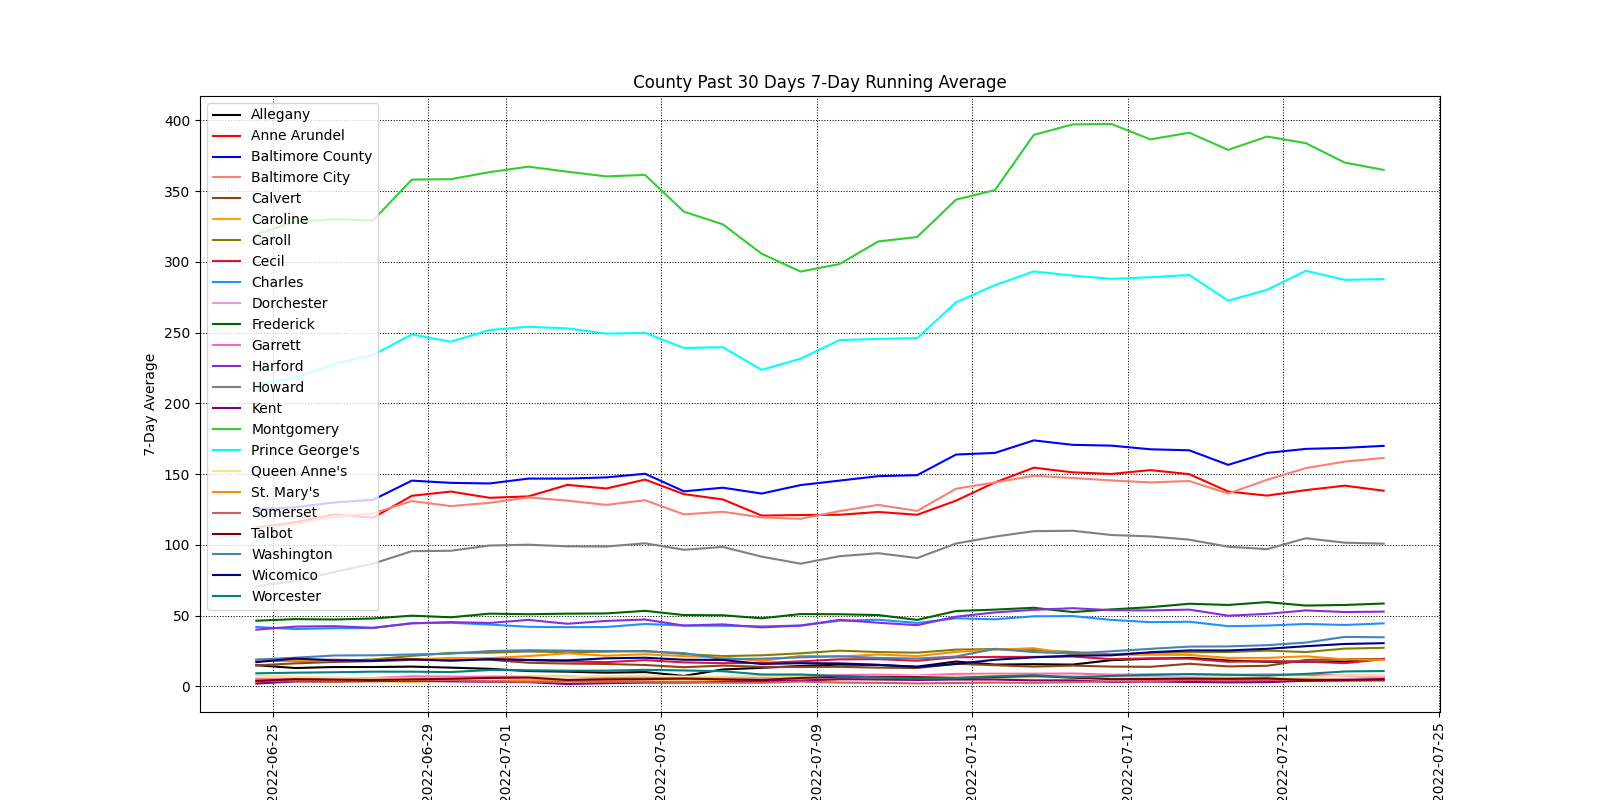 County Past 30 Days 7-Day Running Average
7-Day Average
400
350
300
250
200
150
100
50
0
Allegany
Anne Arundel
Baltimore County
Baltimore City
Calvert
Caroline
Caroll
Cecil
Charles
Dorchester
Frederick
Garrett
Harford
Howard
Kent
Montgomery
Prince George's
Queen Anne's
St. Mary's
Somerset
Talbot
Washington
Wicomico
Worcester
2022-06-25
2022-06-29
2022-07-01
2022-07-05
2022-07-09
2022-07-13
2022-07-17
2022-07-21
2022-07-25